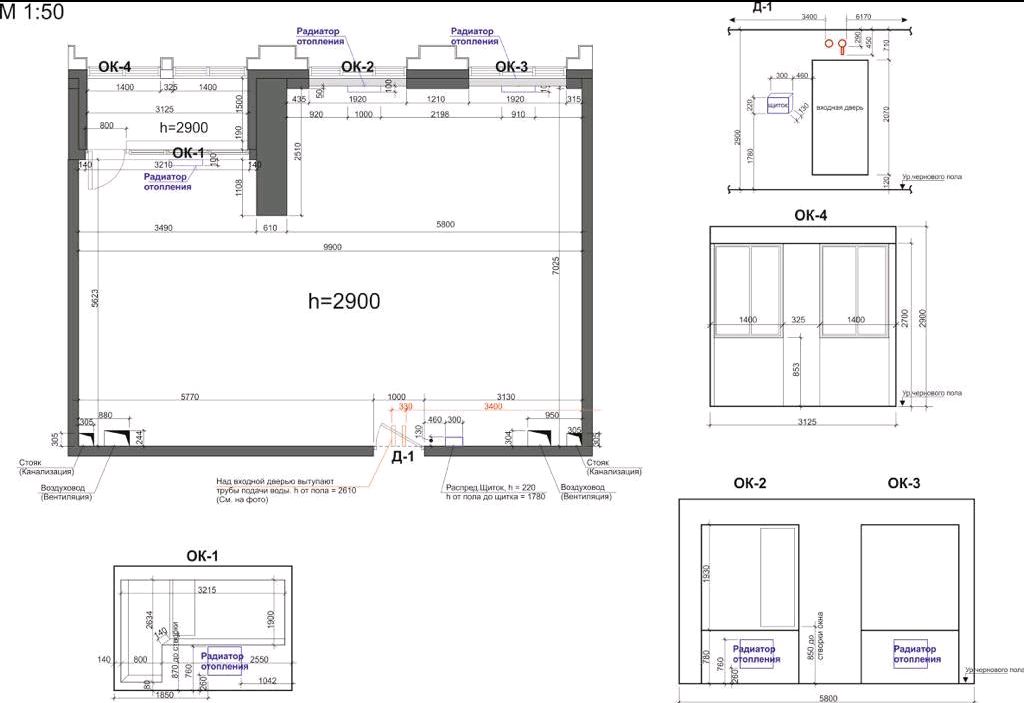 М 1:50
Радиатор
отопления
Радиатор
отопления
ОК-4
ОК-2
ОК-3
1400
325
1400
50
100
435
1920
1210
1920
315
3125
1500
800
h=2900
920
1000
2198
910
190
ОК-1
140
3210
100
140
2510
Радиатор
отопления
1108
3490
610
5800
9900
7025
5623
h=2900
5770
1000
3130
330
3400
880
950
305
460
300
305
244
130
304
305
Д-1
Стояк
(Канализация)
Воздуховод
(Вентиляция)
Над входной дверью вытупают
трубы подачи воды. h от пола = 2610
(См. на фото)
Распред.Щиток, h = 220
h от пола до щитка = 1780
Воздуховод
(Вентиляция)
Стояк
(Канализация)
Д-1
3400
6170
290
450
710
300
460
220
щиток
130
входная дверь
2070
2900
1780
120
Ур.чернового пола
ОК-4
1400
325
1400
2700
2900
853
Ур.чернового пола
3125
ОК-1
3215
2634
1900
140
870 до створки
140
800
Радиатор
отопления
2550
760
260
80
1042
1850
ОК-2
ОК-3
1930
850 до
створки окна
780
760
260
Радиатор
отопления
Радиатор
отопления
Ур.чернового пола
5800